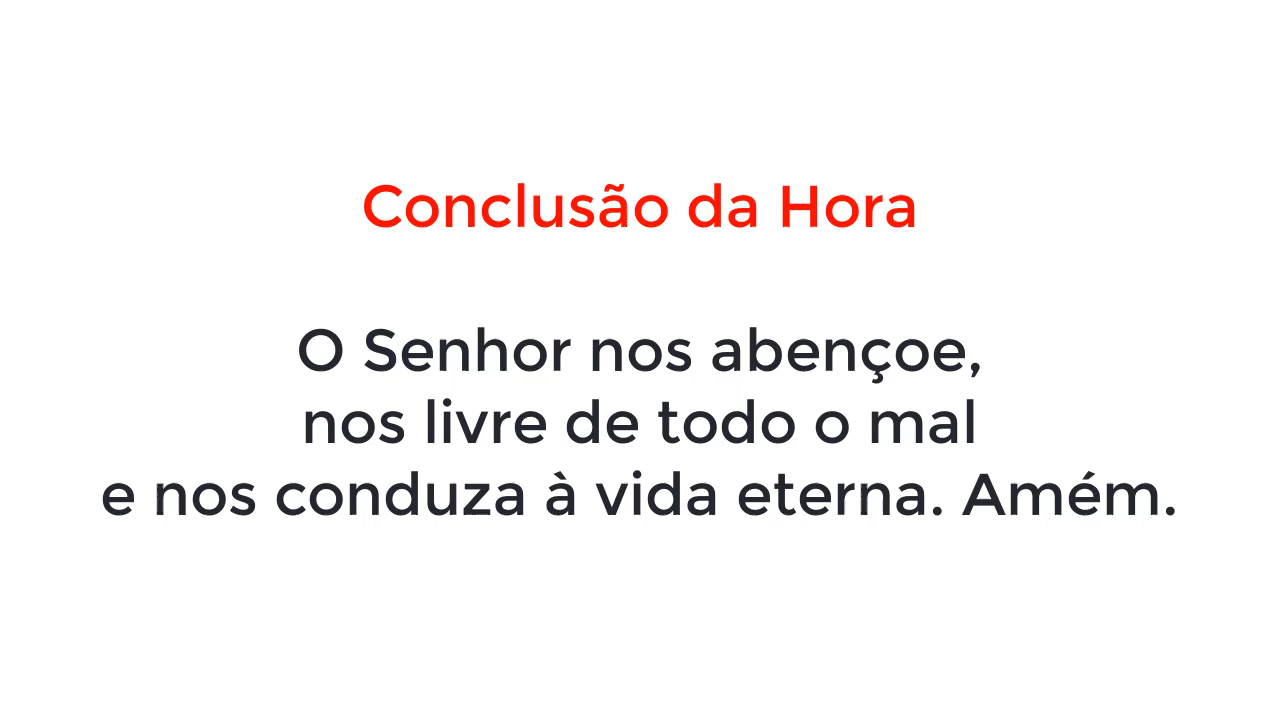 Conclusão da Hora
O Senhor nos abençoe,
nos livre de todo o mal
e nos conduza à vida eterna. Amém.